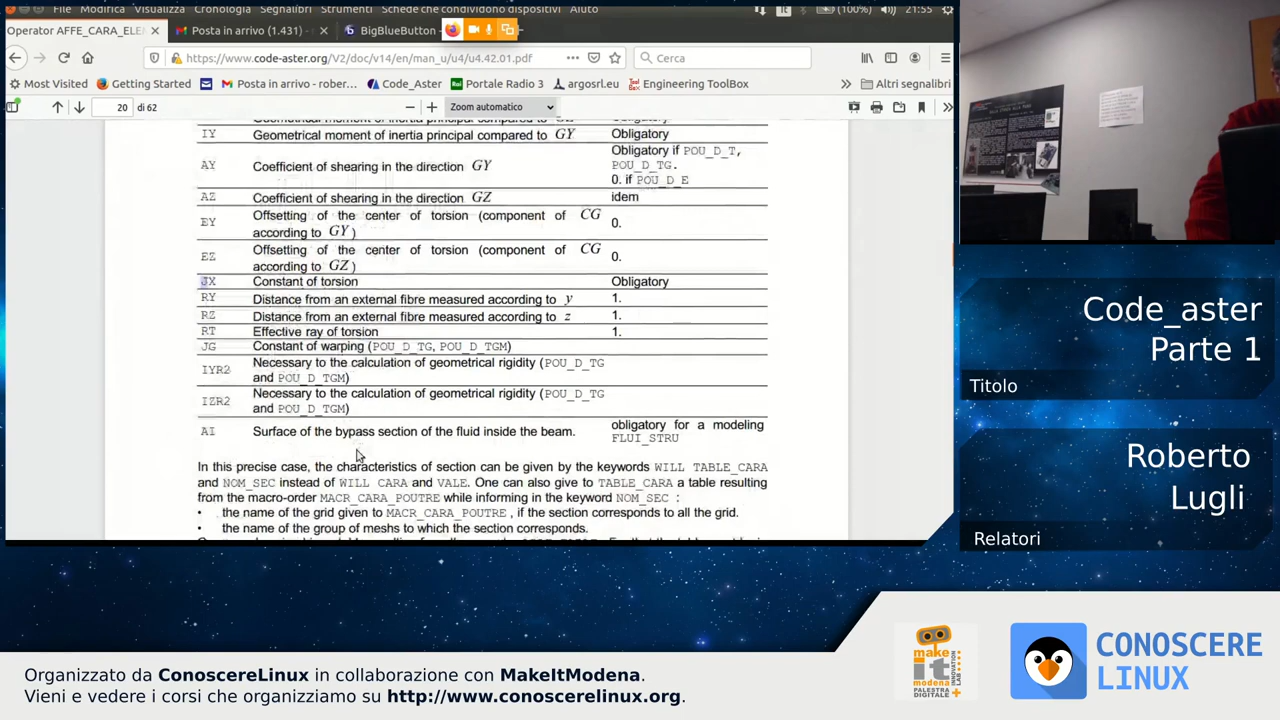 File Modifica Visualizza Cronologia Segnalibri Strumenti Schede che condividono dispositivi Aiuto
(100%) 21:55
Operator AFFE_CARA_ELE
Posta in arrivo (1.431) -
BigBlueButton -
https://www.code-aster.org/V2/doc/v14/en/man_u/u4/u4.42.01.pdf
Cerca
Most Visited Getting Started Posta in arrivo - rober... Code_Aster Portale Radio 3 argosrl.eu Engineering ToolBox Altri segnalibri
20 di 62
Zoom automatico
IY Geometrical moment of inertia principal compared to GY Obligatory
AY Coefficient of shearing in the direction GY Obligatory if POU_D_T,
POU_D_TG.
0. if POU_D_E
AZ Coefficient of shearing in the direction GZ idem
EY Offsetting of the center of torsion (component of CG
according to GY) 0.
EZ Offsetting of the center of torsion (component of CG
according to GZ) 0.
JX Constant of torsion Obligatory
RY Distance from an external fibre measured according to y 1.
RZ Distance from an external fibre measured according to z 1.
RT Effective ray of torsion 1.
JG Constant of warping (POU_D_TG, POU_D_TGM)
IYR2 Necessary to the calculation of geometrical rigidity (POU_D_TG
and POU_D_TGM)
IZR2 Necessary to the calculation of geometrical rigidity (POU_D_TG
and POU_D_TGM)
AI Surface of the bypass section of the fluid inside the beam. obligatory for a modeling
FLUI_STRU
In this precise case, the characteristics of section can be given by the keywords WILL TABLE_CARA
and NOM_SEC instead of WILL CARA and VALE. One can also give to TABLE_CARA a table resulting
from the macro-order MACR_CARA_POUTRE while informing in the keyword NOM_SEC :
• the name of the grid given to MACR_CARA_POUTRE, if the section corresponds to all the grid.
• the name of the group of meshs to which the section corresponds.
Code_aster
Parte 1
Titolo
Roberto
Lugli
Relatori
Organizzato da ConoscereLinux in collaborazione con MakeItModena.
Vieni e vedere i corsi che organizziamo su http://www.conoscerelinux.org.
make
it
modena
PALESTRA
DIGITALE
INNOVATION
LAB
CONOSCERE
LINUX